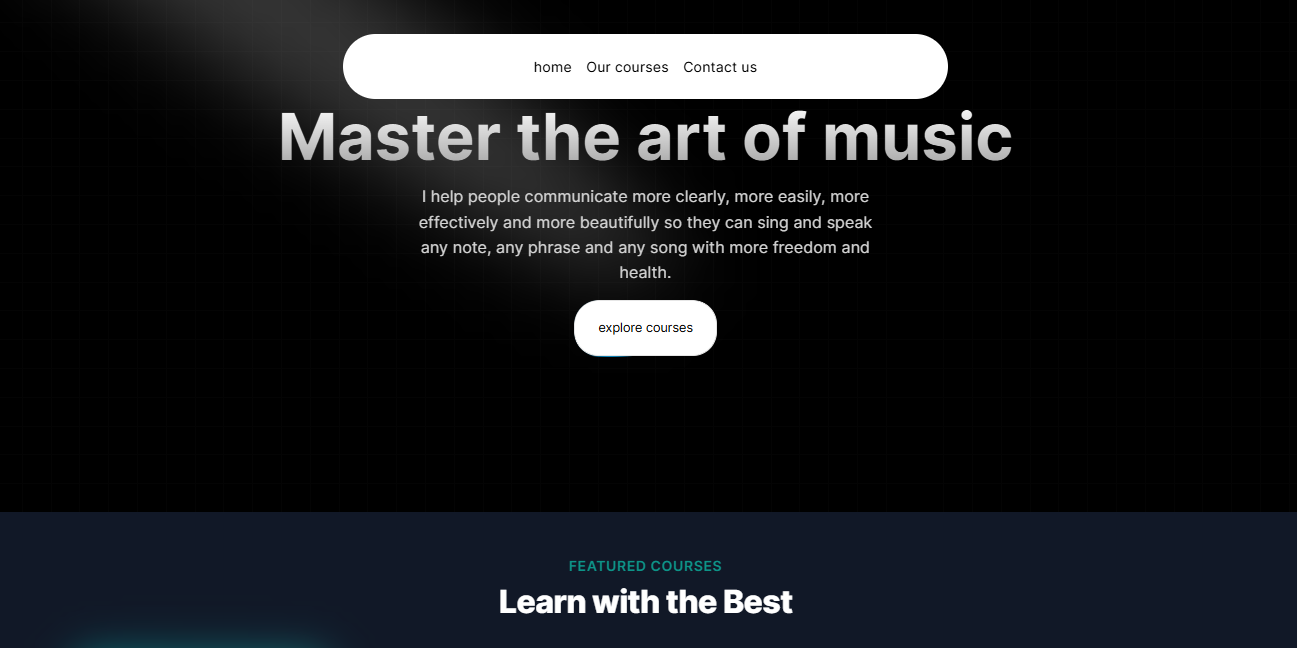 home Our courses Contact us
Master the art of music
I help people communicate more clearly, more easily, more
effectively and more beautifully so they can sing and speak
any note, any phrase and any song with more freedom and
health.
explore courses
FEATURED COURSES
Learn with the Best